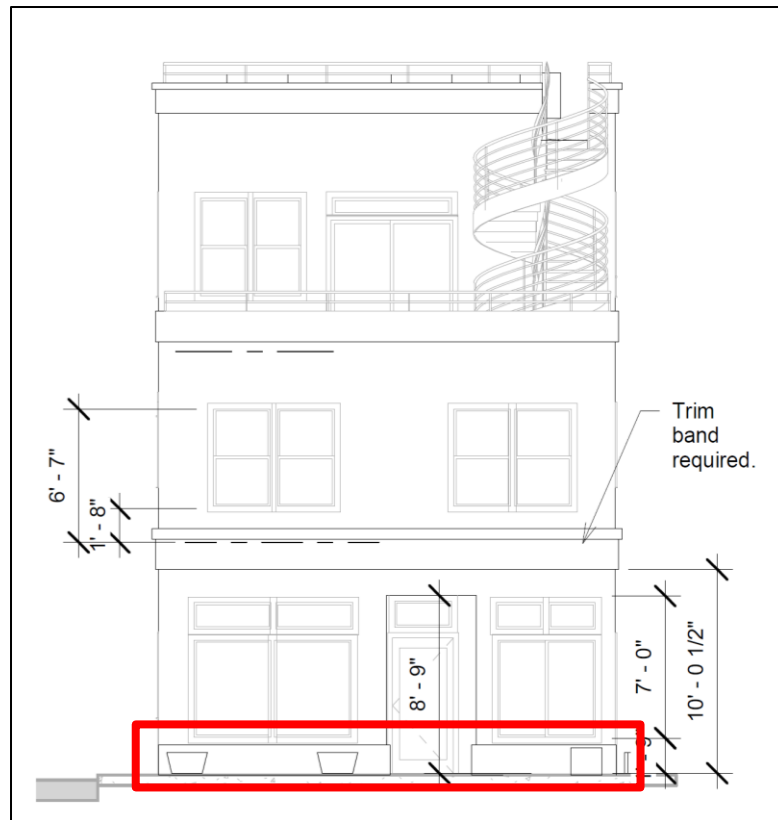 Trim
band
required.
6' - 7"
1' - 8"
8' - 9"
7' - 0"
10' - 0 1/2"